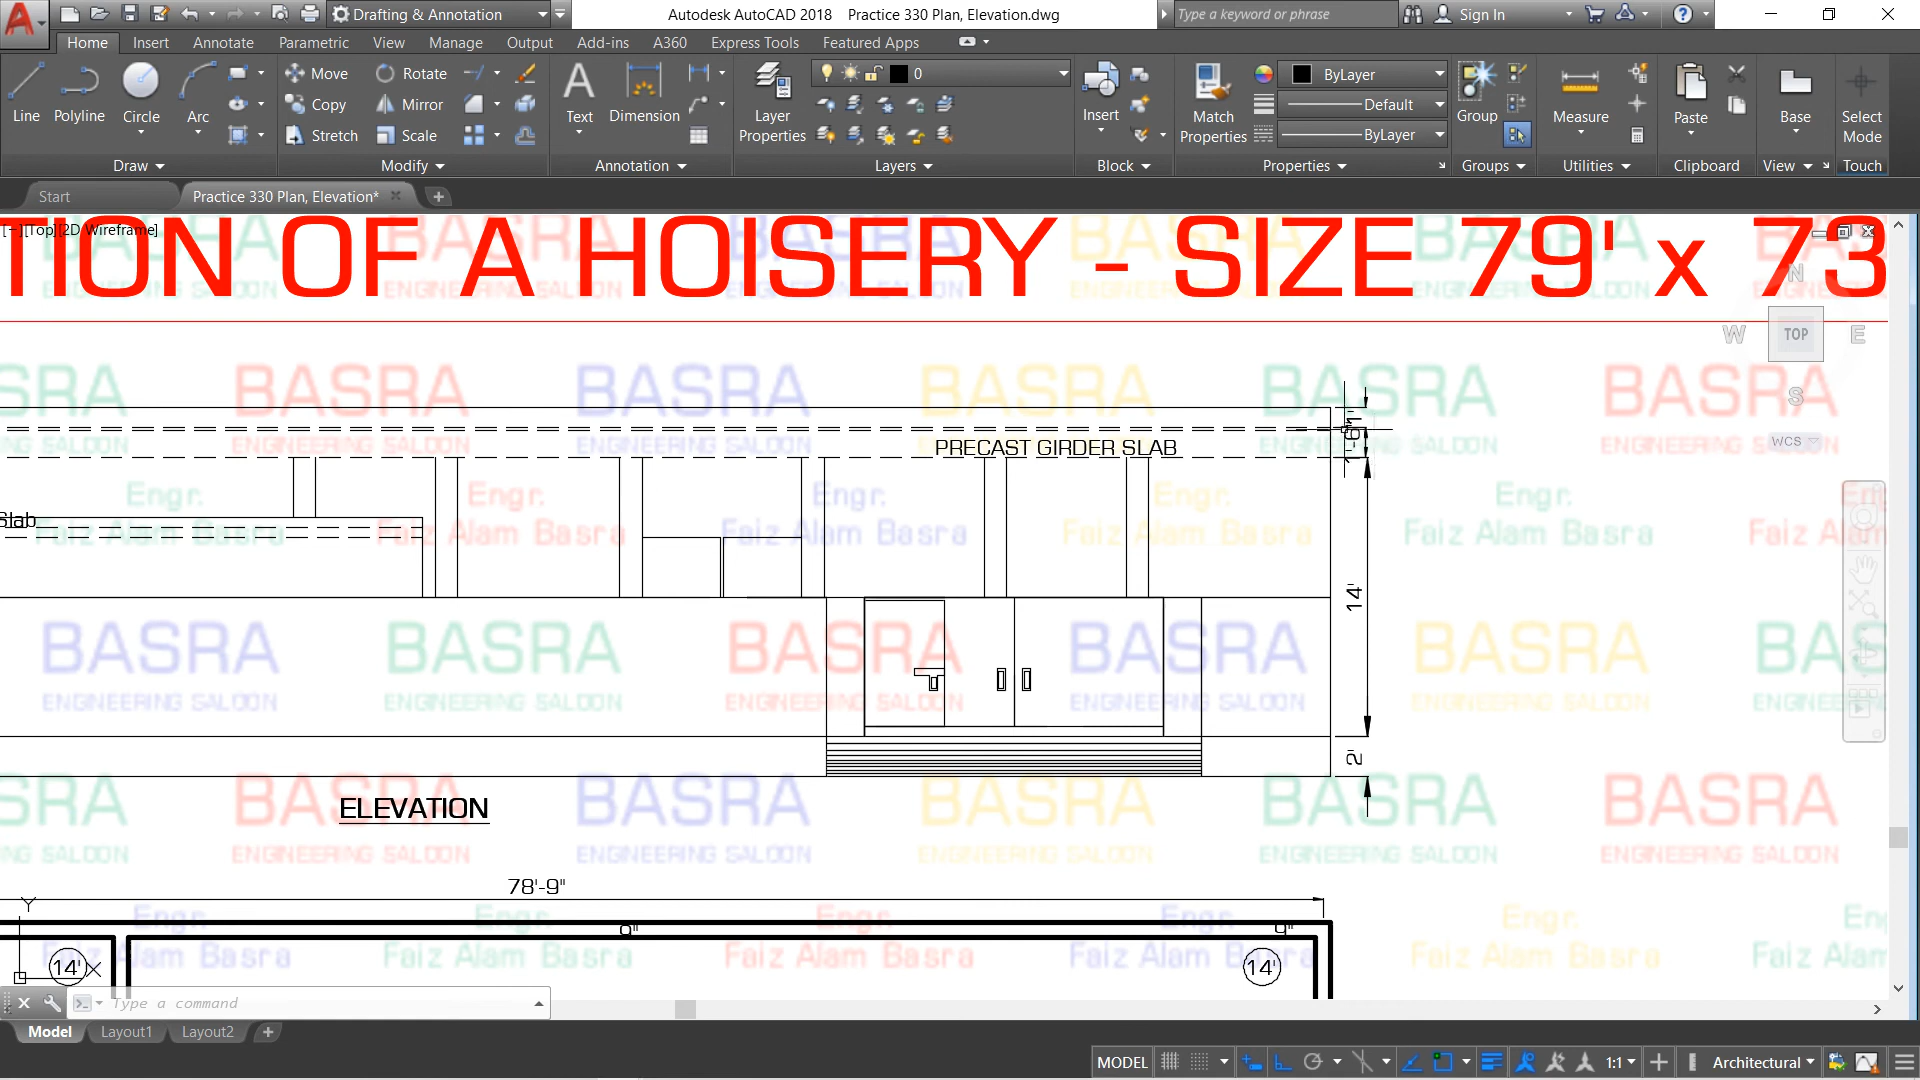 Drafting & Annotation
Autodesk AutoCAD 2018 Practice 330 Plan, Elevation.dwg
Type a keyword or phrase
Sign In
Home Insert Annotate Parametric View Manage Output Add-ins A360 Express Tools Featured Apps
Line Polyline Circle Arc
Move Rotate
Copy Mirror
Stretch Scale
Text Dimension
Layer Properties
0
Insert
Match Properties
ByLayer
Default
ByLayer
Group
Measure
Paste
Base
Select Mode
Draw Modify Annotation Layers Block Properties Groups Utilities Clipboard View Touch
Start
Practice 330 Plan, Elevation*
[−][Top][2D Wireframe]
TION OF A HOISERY - SIZE 79' x 73
N
W TOP E
S
WCS
BASRA
ENGINEERING SALOON
Engr.
Faiz Alam Basra
PRECAST GIRDER SLAB
Slab
14'
2'
ELEVATION
78'-9"
9"
9"
14'
14'
Y
X
Type a command
Model Layout1 Layout2
MODEL
1:1
Architectural